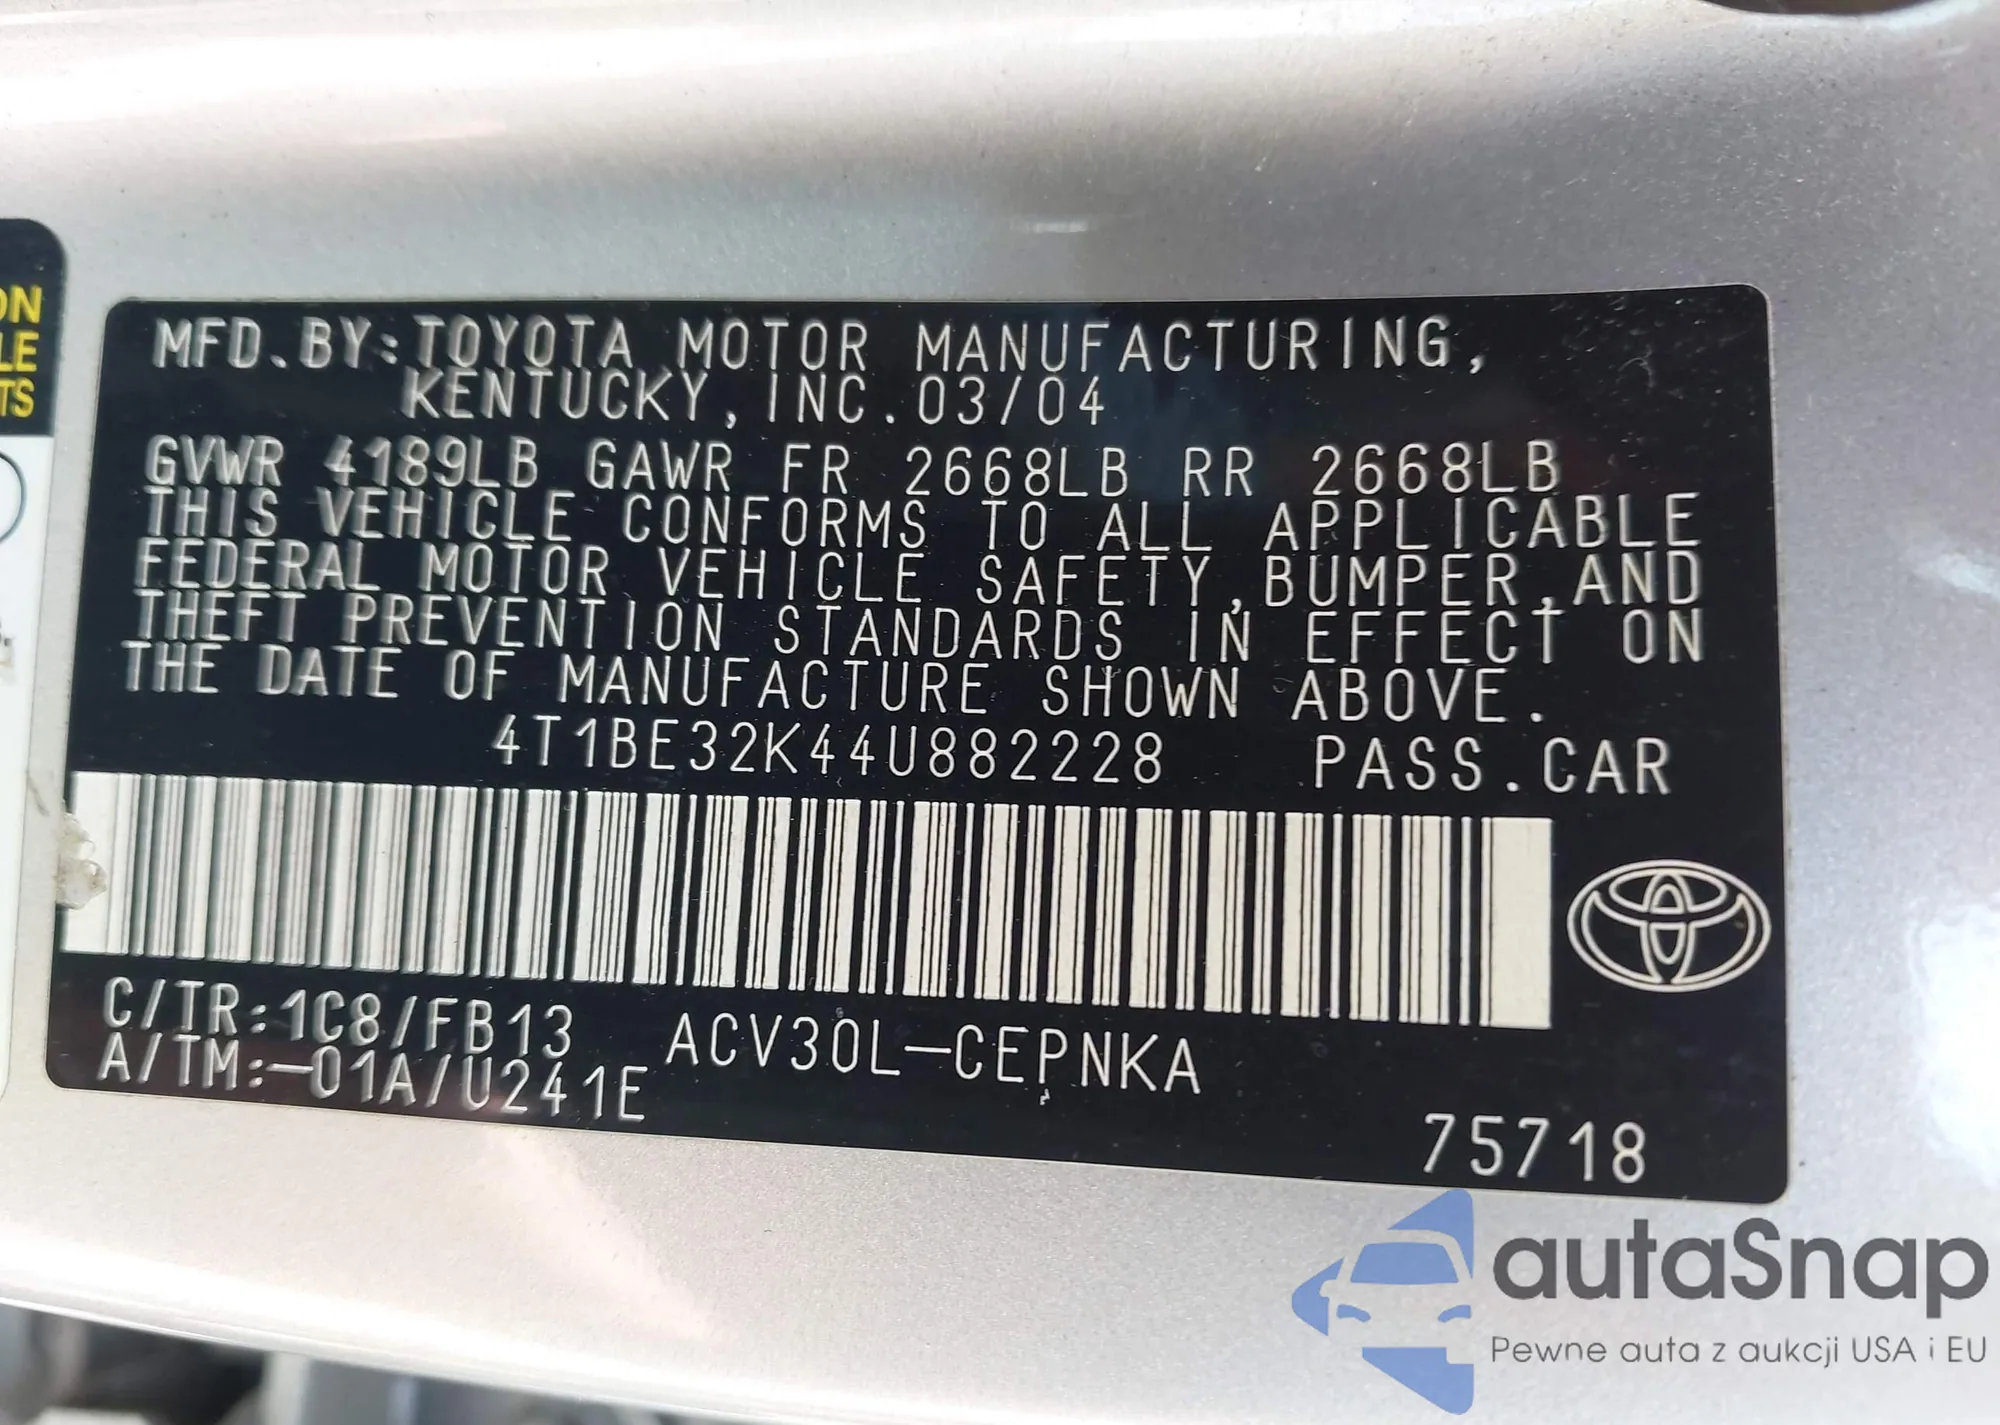 ON
LE
TS
MFD.BY:TOYOTA MOTOR MANUFACTURING,
KENTUCKY,INC.03/04
GVWR 4189LB GAWR FR 2668LB RR 2668LB
THIS VEHICLE CONFORMS TO ALL APPLICABLE
FEDERAL MOTOR VEHICLE SAFETY,BUMPER,AND
THEFT PREVENTION STANDARDS IN EFFECT ON
THE DATE OF MANUFACTURE SHOWN ABOVE.
4T1BE32K44U882228 PASS.CAR
C/TR:1C8/FB13 ACV30L-CEPNKA
A/TM:-01A/U241E
75718
autaSnap
Pewne auta z aukcji USA i EU